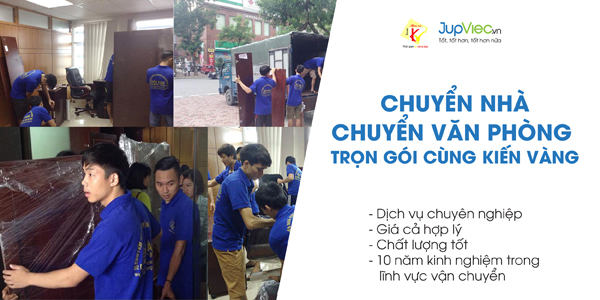 JupViec.vn
Tốt, tốt hơn, tốt hơn nữa
K
CHUYỂN NHÀ
CHUYỂN VĂN PHÒNG
TRỌN GÓI CÙNG KIẾN VÀNG
- Dịch vụ chuyên nghiệp
- Giá cả hợp lý
- Chất lượng tốt
- 10 năm kinh nghiệm trong
lĩnh vực vận chuyển